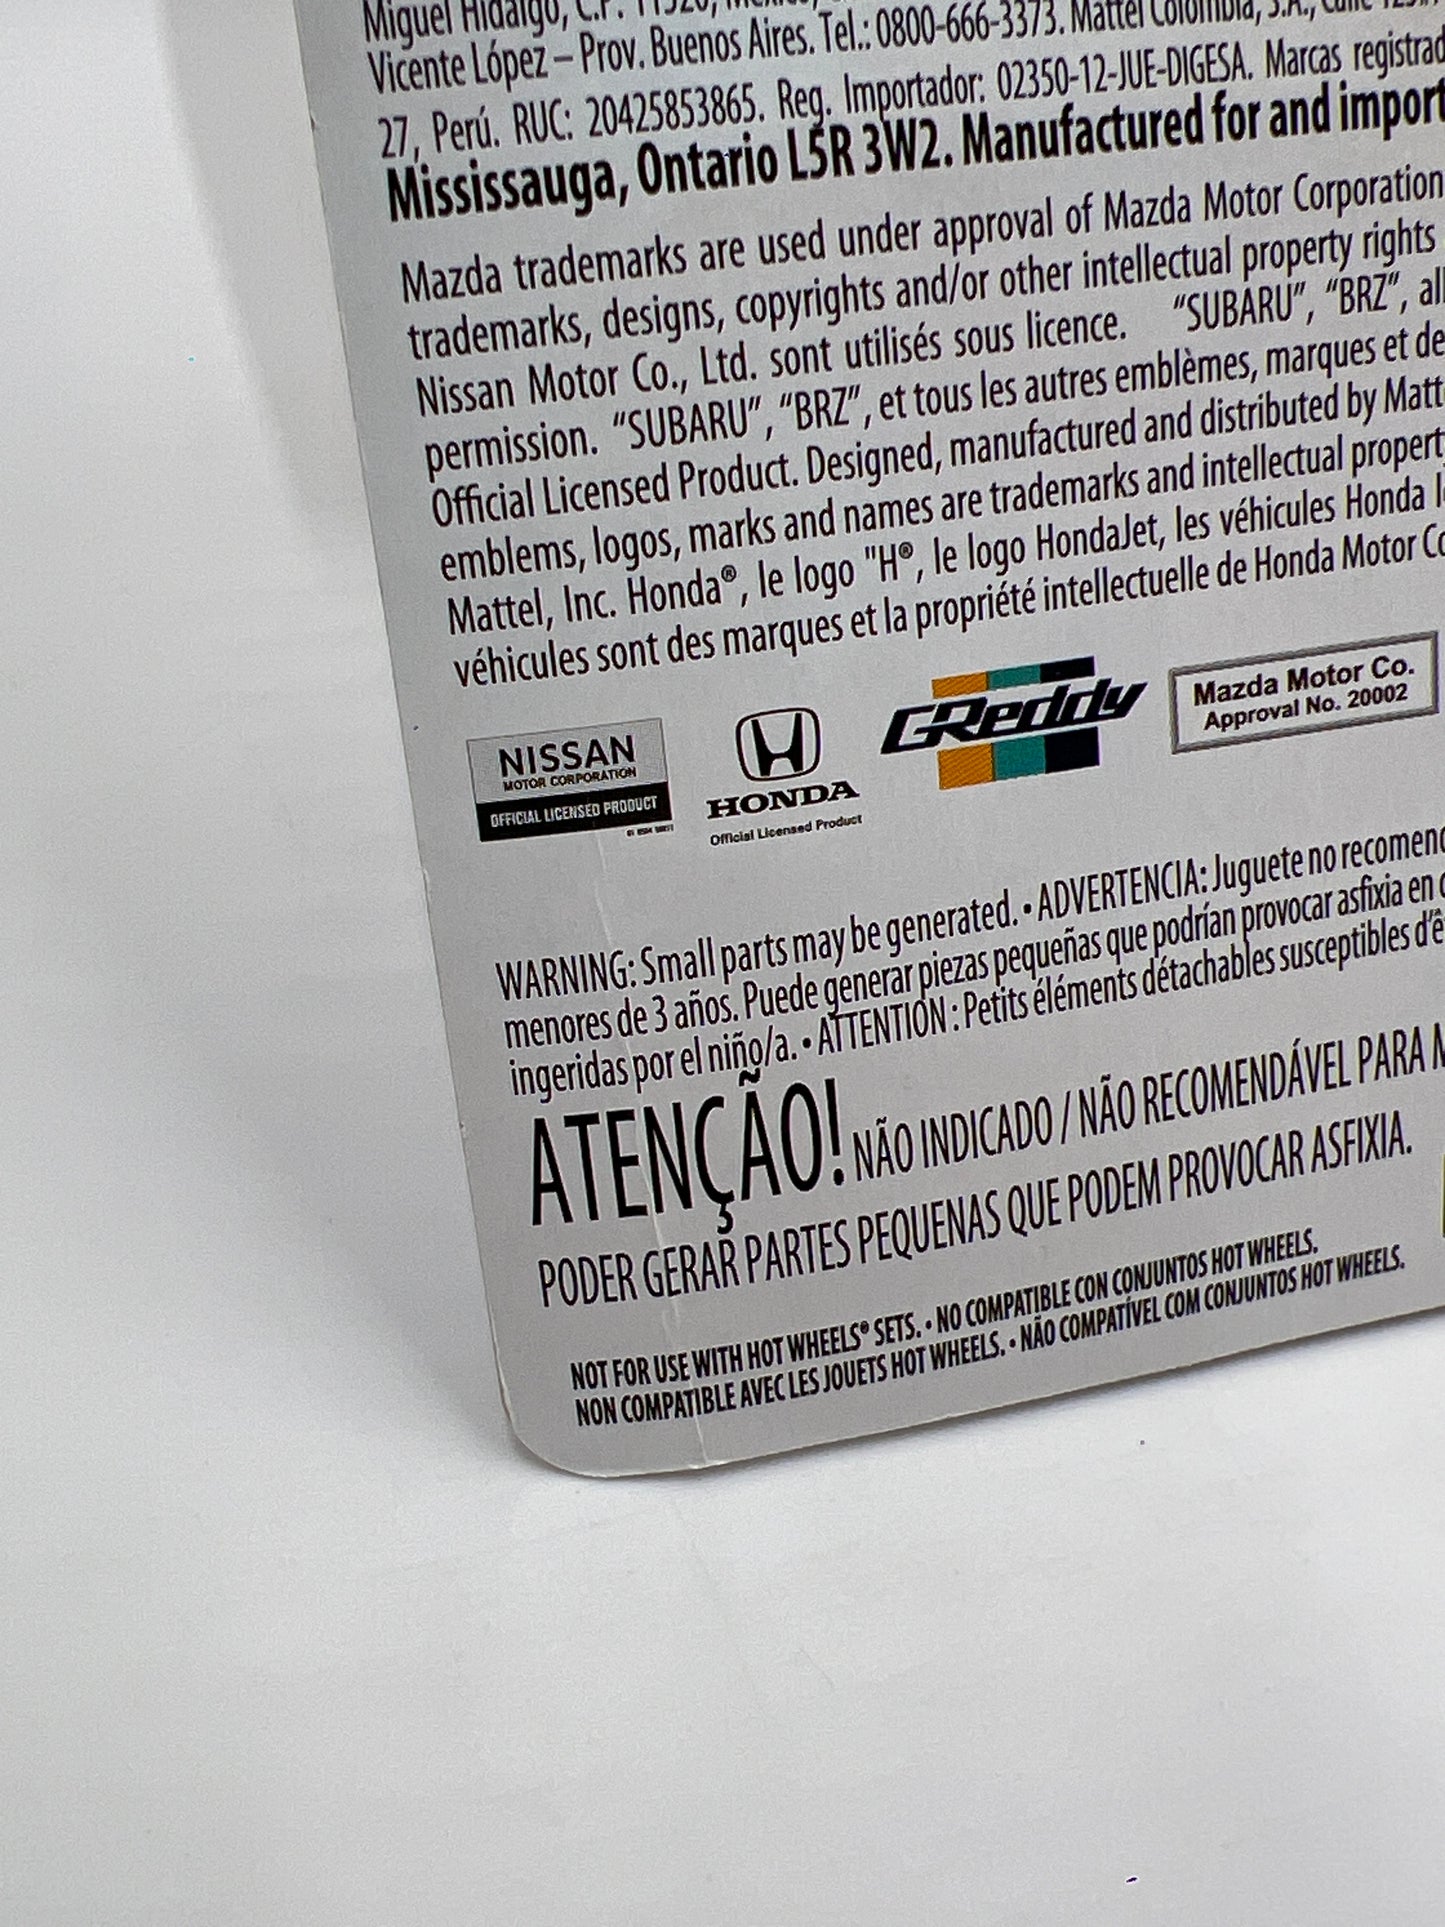 Miguel Hidalgo, C.P. 11520, México,
Vicente López – Prov. Buenos Aires. Tel.: 0800-666-3373. Mattel Colombia, S.A., Calle
27, Perú. RUC: 20425853865. Reg. Importador: 02350-12-JUE-DIGESA. Marcas registrad
Mississauga, Ontario L5R 3W2. Manufactured for and import
Mazda trademarks are used under approval of Mazda Motor Corporation
trademarks, designs, copyrights and/or other intellectual property rights
Nissan Motor Co., Ltd. sont utilisés sous licence. “SUBARU”, “BRZ”, all
permission. “SUBARU”, “BRZ”, et tous les autres emblèmes, marques et de
Official Licensed Product. Designed, manufactured and distributed by Matt
emblems, logos, marks and names are trademarks and intellectual propert
Mattel, Inc. Honda®, le logo "H®, le logo HondaJet, les véhicules Honda
véhicules sont des marques et la propriété intellectuelle de Honda Motor Co
NISSAN
MOTOR CORPORATION
OFFICIAL LICENSED PRODUCT
HONDA
Official Licensed Product
GReddy
Mazda Motor Co.
Approval No. 20002
WARNING: Small parts may be generated. • ADVERTENCIA: Juguete no recomend
menores de 3 años. Puede generar piezas pequeñas que podrían provocar asfixia en
ingeridas por el niño/a. • ATTENTION : Petits éléments détachables susceptibles d'ê
ATENÇÃO! NÃO INDICADO / NÃO RECOMENDÁVEL PARA M
PODER GERAR PARTES PEQUENAS QUE PODEM PROVOCAR ASFIXIA.
NOT FOR USE WITH HOT WHEELS® SETS. • NO COMPATIBLE CON CONJUNTOS HOT WHEELS.
NON COMPATIBLE AVEC LES JOUETS HOT WHEELS. • NÃO COMPATÍVEL COM CONJUNTOS HOT WHEELS.